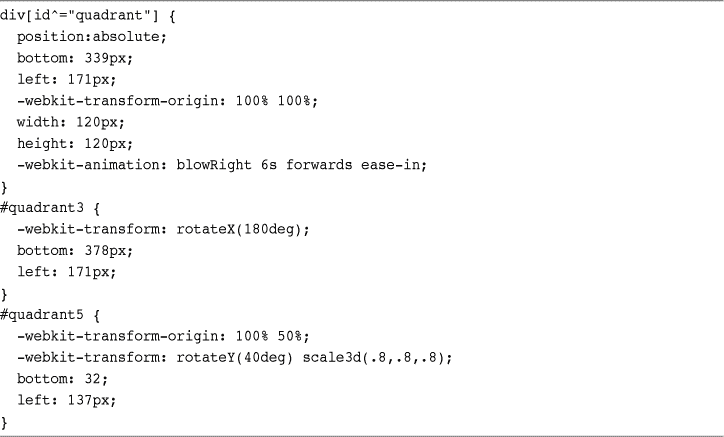 div[id^="quadrant"] {
  position:absolute;
  bottom: 339px;
  left: 171px;
  -webkit-transform-origin: 100% 100%;
  width: 120px;
  height: 120px;
  -webkit-animation: blowRight 6s forwards ease-in;
}
#quadrant3 {
  -webkit-transform: rotateX(180deg);
  bottom: 378px;
  left: 171px;
}
#quadrant5 {
  -webkit-transform-origin: 100% 50%;
  -webkit-transform: rotateY(40deg) scale3d(.8,.8,.8);
  bottom: 32;
  left: 137px;
}